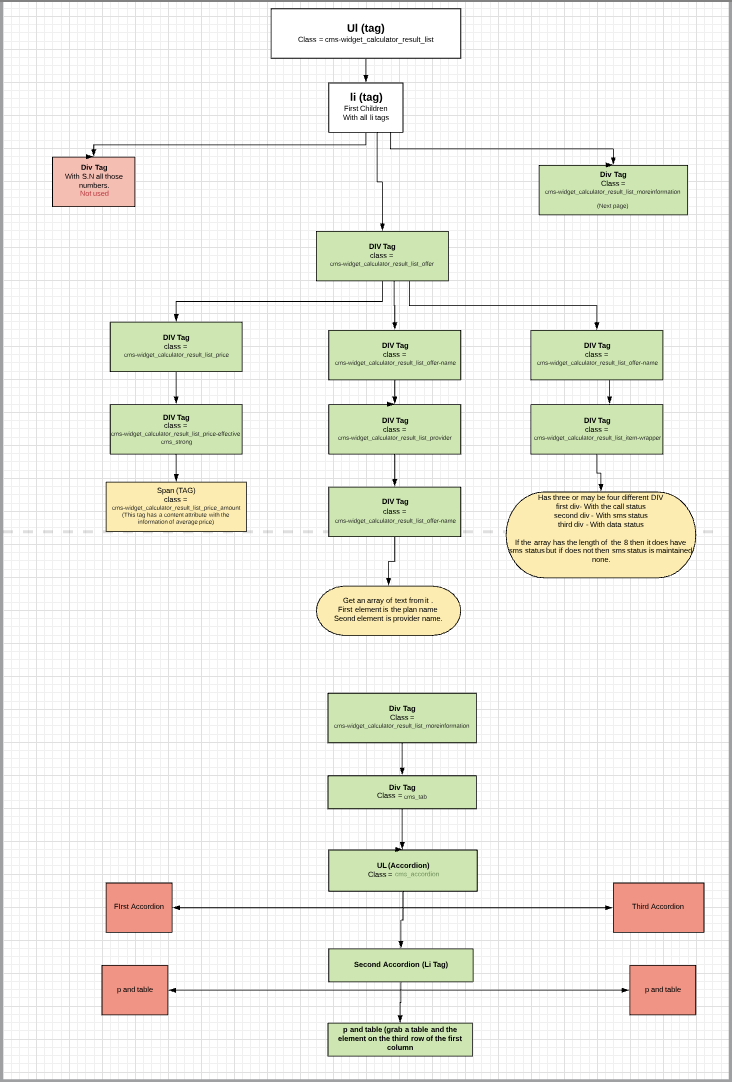 Ul (tag)
Class = cms-widget_calculator_result_list
li (tag)
First Children
With all li tags
Div Tag
With S.N all those
numbers.
Not used
Div Tag
Class =
cms-widget_calculator_result_list_moreinformation
(Next page)
DIV Tag
class =
cms-widget_calculator_result_list_offer
DIV Tag
class =
cms-widget_calculator_result_list_price
DIV Tag
class =
cms-widget_calculator_result_list_offer-name
DIV Tag
class =
cms-widget_calculator_result_list_offer-name
DIV Tag
class =
cms-widget_calculator_result_list_price-effective
cms_strong
DIV Tag
class =
cms-widget_calculator_result_list_provider
DIV Tag
class =
cms-widget_calculator_result_list_item-wrapper
Span (TAG)
class =
cms-widget_calculator_result_list_price_amount
(This tag has a content attribute with the
information of average price)
DIV Tag
class =
cms-widget_calculator_result_list_offer-name
Has three or may be four different DIV
first div- With the call status
second div - With sms status
third div - With data status
If the array has the length of the 8 then it does have
sms status but if does not then sms status is maintained
none.
Get an array of text from it .
First element is the plan name
Seond element is provider name.
Div Tag
Class =
cms-widget_calculator_result_list_moreinformation
Div Tag
Class = cms_tab
UL (Accordion)
Class = cms_accordion
FIrst Accordion
Third Accordion
Second Accordion (Li Tag)
p and table
p and table
p and table (grab a table and the
element on the third row of the first
column